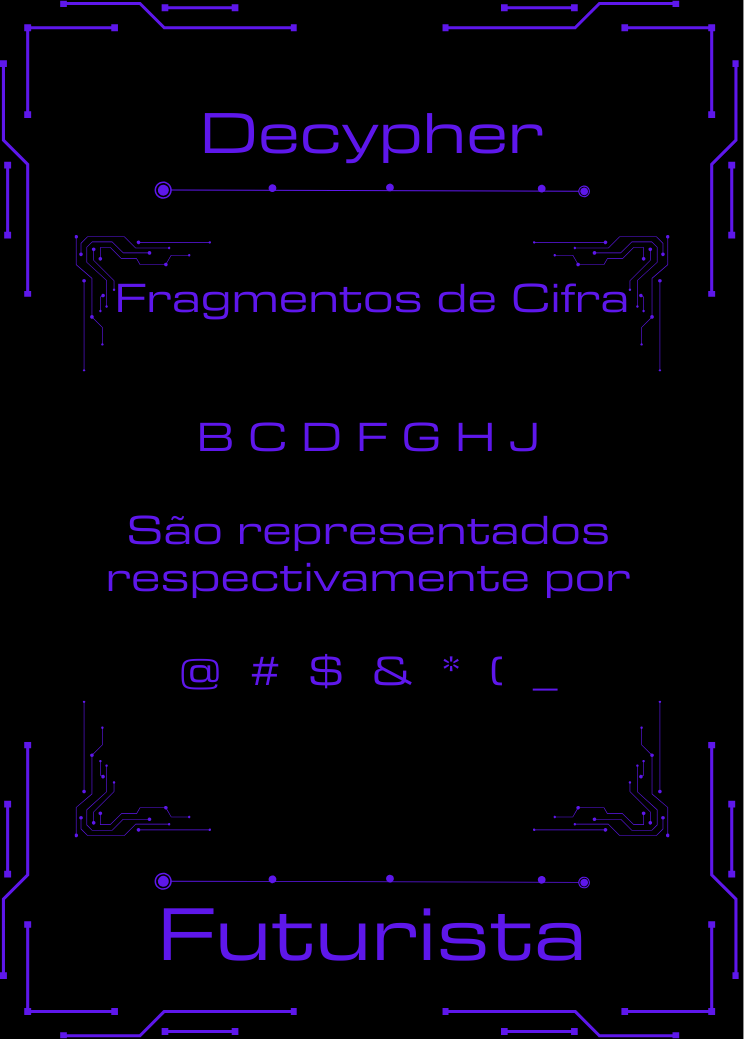 Decypher
Fragmentos de Cifra
B C D F G H J
São representados
respectivamente por
@ # $ & * ( _
Futurista